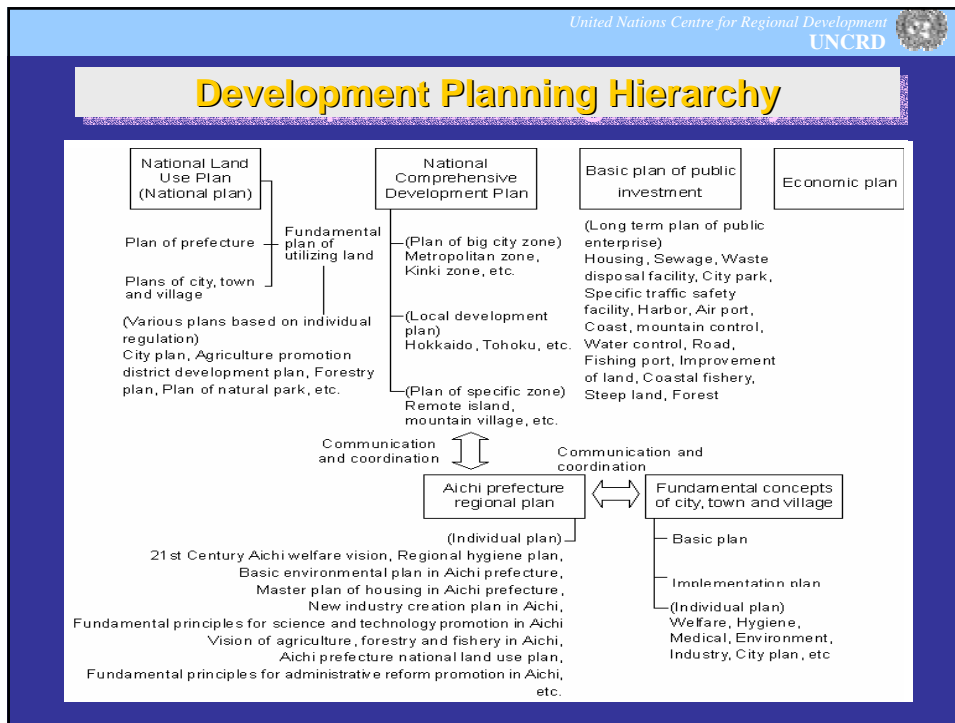 United Nations Centre for Regional Development
UNCRD
Development Planning Hierarchy
National Land
Use Plan
(National plan)
Plan of prefecture
Plans of city, town
and village
Fundamental
plan of
utilizing land
(Various plans based on individual
regulation)
City plan, Agriculture promotion
district development plan, Forestry
plan, Plan of natural park, etc.
National
Comprehensive
Development Plan
(Plan of big city zone)
Metropolitan zone,
Kinki zone, etc.
(Local development
plan)
Hokkaido, Tohoku, etc.
(Plan of specific zone)
Remote island,
mountain village, etc.
Basic plan of public
investment
(Long term plan of public
enterprise)
Housing, Sewage, Waste
disposal facility, City park,
Specific traffic safety
facility, Harbor, Air port,
Coast, mountain control,
Water control, Road,
Fishing port, Improvement
of land, Coastal fishery,
Steep land, Forest
Economic plan
Communication
and coordination
Communication and
coordination
Aichi prefecture
regional plan
(Individual plan)
21st Century Aichi welfare vision, Regional hygiene plan,
Basic environmental plan in Aichi prefecture,
Master plan of housing in Aichi prefecture,
New industry creation plan in Aichi,
Fundamental principles for science and technology promotion in Aichi
Vision of agriculture, forestry and fishery in Aichi,
Aichi prefecture national land use plan,
Fundamental principles for administrative reform promotion in Aichi,
etc.
Fundamental concepts
of city, town and village
Basic plan
Implementation plan
(Individual plan)
Welfare, Hygiene,
Medical, Environment,
Industry, City plan, etc